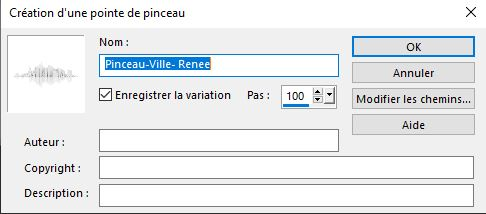 Création d'une pointe de pinceau
Nom :
Pinceau-Ville- Renee
OK
Annuler
Enregistrer la variation Pas : 100
Modifier les chemins...
Aide
Auteur :
Copyright :
Description :